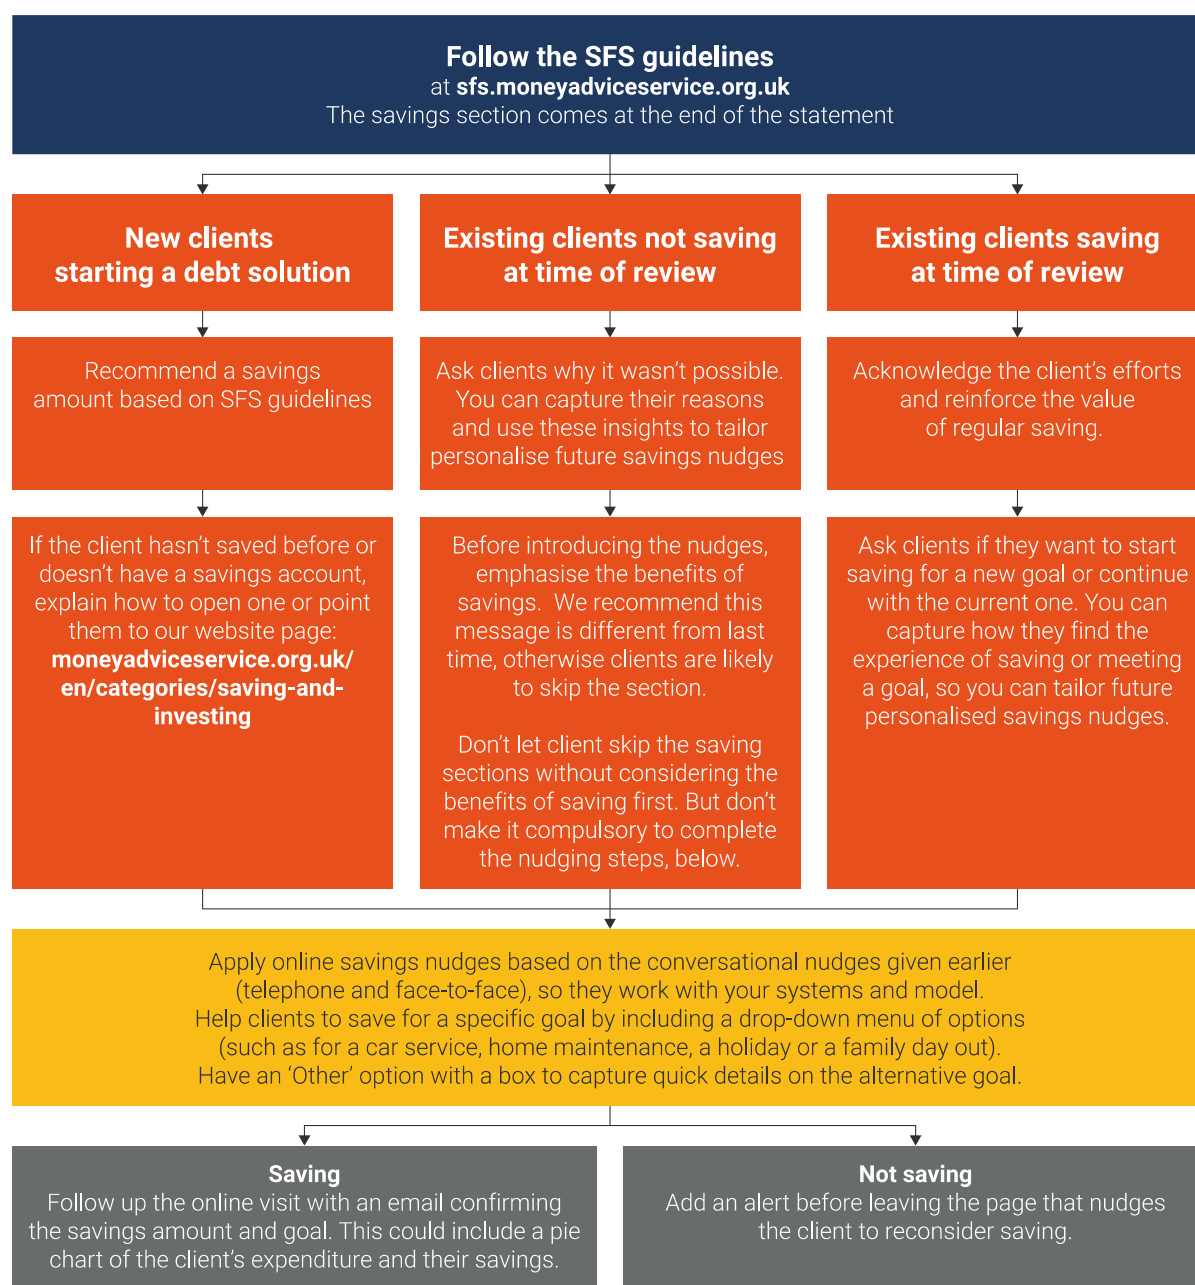 Follow the SFS guidelines
at sfs.moneyadviceservice.org.uk
The savings section comes at the end of the statement
New clients
starting a debt solution
Recommend a savings
amount based on SFS guidelines
If the client hasn't saved before or
doesn't have a savings account,
explain how to open one or point
them to our website page:
moneyadviceservice.org.uk/
en/categories/saving-and-
investing
Existing clients not saving
at time of review
Ask clients why it wasn't possible.
You can capture their reasons
and use these insights to tailor
personalise future savings nudges
Before introducing the nudges,
emphasise the benefits of
savings. We recommend this
message is different from last
time, otherwise clients are likely
to skip the section.
Don't let client skip the saving
sections without considering the
benefits of saving first. But don't
make it compulsory to complete
the nudging steps, below.
Existing clients saving
at time of review
Acknowledge the client's efforts
and reinforce the value
of regular saving.
Ask clients if they want to start
saving for a new goal or continue
with the current one. You can
capture how they find the
experience of saving or meeting
a goal, so you can tailor future
personalised savings nudges.
Apply online savings nudges based on the conversational nudges given earlier
(telephone and face-to-face), so they work with your systems and model.
Help clients to save for a specific goal by including a drop-down menu of options
(such as for a car service, home maintenance, a holiday or a family day out).
Have an 'Other' option with a box to capture quick details on the alternative goal.
Saving
Follow up the online visit with an email confirming
the savings amount and goal. This could include a pie
chart of the client's expenditure and their savings.
Not saving
Add an alert before leaving the page that nudges
the client to reconsider saving.